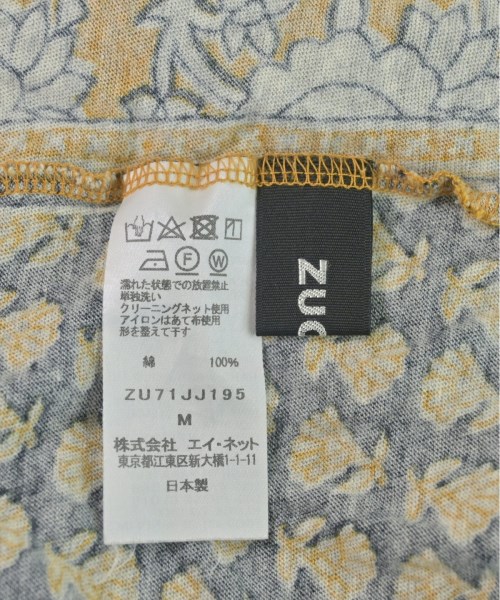 F W
濡れた状態での放置禁止
単独洗い
クリーニングネット使用
アイロンはあて布使用
形を整えて干す
綿 100%
ZU71JJ195
M
株式会社 エイ・ネット
東京都江東区新大橋1-1-11
日本製
ZUC